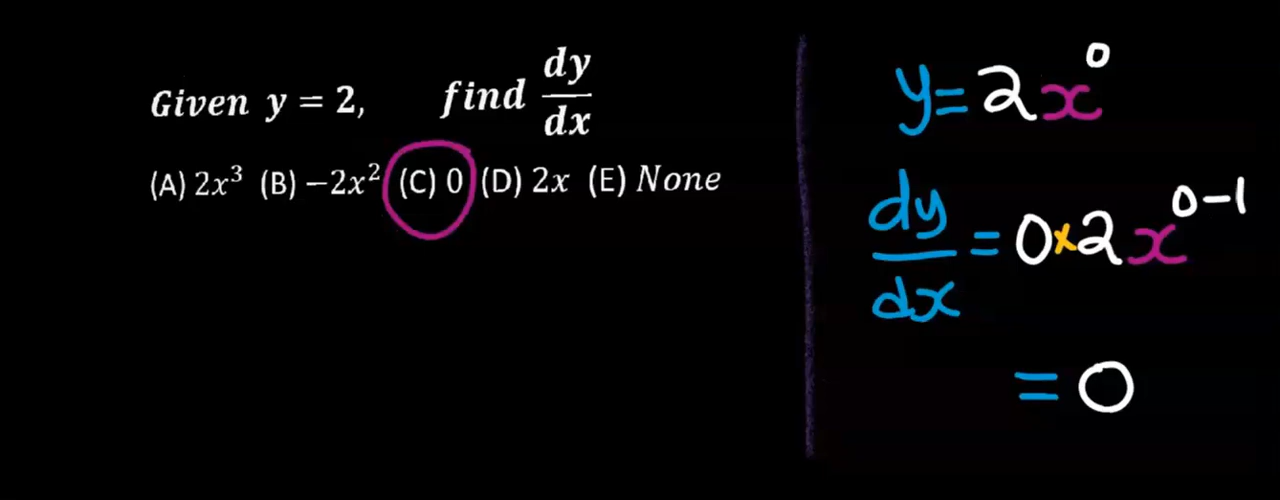 Given y = 2, find dy/dx
(A) 2x³ (B) −2x² (C) 0 (D) 2x (E) None
y = 2x⁰
dy/dx = 0×2x⁰⁻¹
= 0